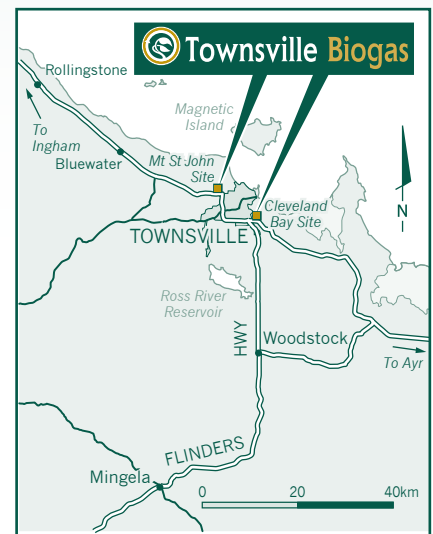 Townsville Biogas
Rollingstone
To
Ingham
Bluewater
Magnetic
Island
Mt St John
Site
Cleveland
Bay Site
TOWNSVILLE
N
Ross River
Reservoir
HWY
Woodstock
To Ayr
FLINDERS
Mingela
0 20 40km